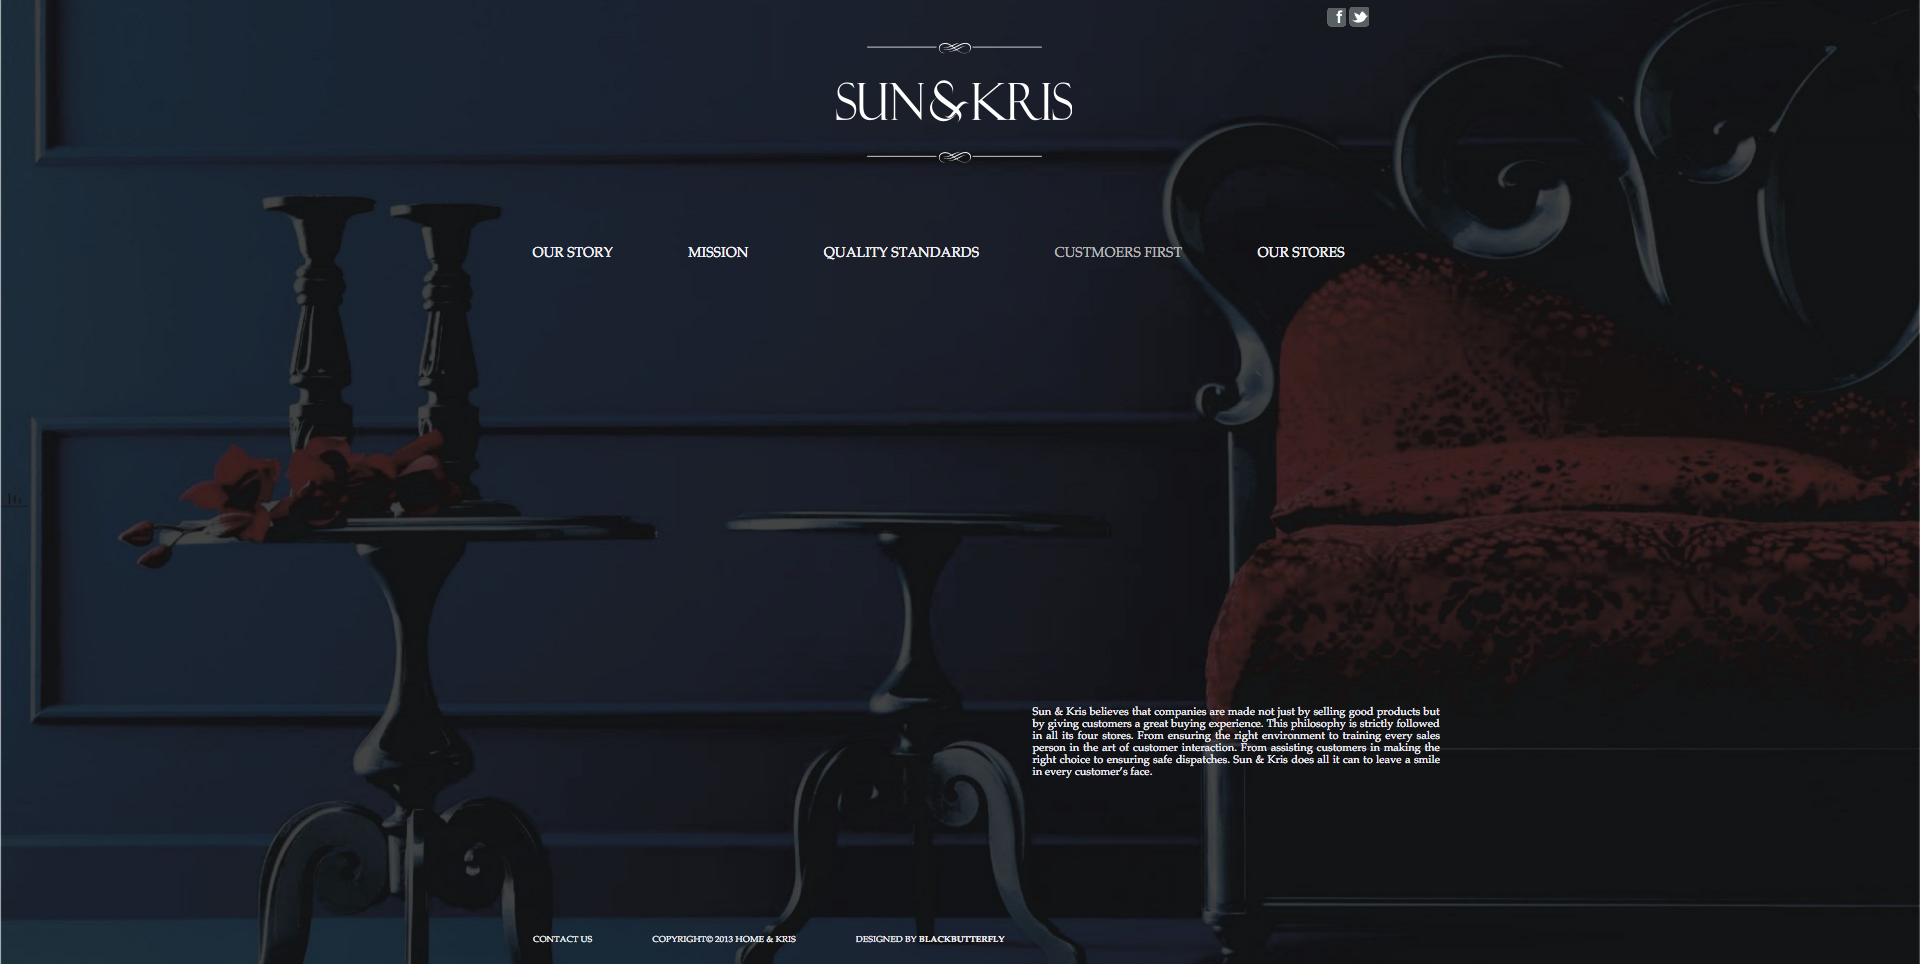 f
SUN&KRIS
OUR STORY MISSION QUALITY STANDARDS CUSTMOERS FIRST OUR STORES
Sun & Kris believes that companies are made not just by selling good products but
by giving customers a great buying experience. This philosophy is strictly followed
in all its four stores. From ensuring the right environment to training every sales
person in the art of customer interaction. From assisting customers in making the
right choice to ensuring safe dispatches. Sun & Kris does all it can to leave a smile
in every customer's face.
CONTACT US COPYRIGHT© 2013 HOME & KRIS DESIGNED BY BLACKBUTTERFLY